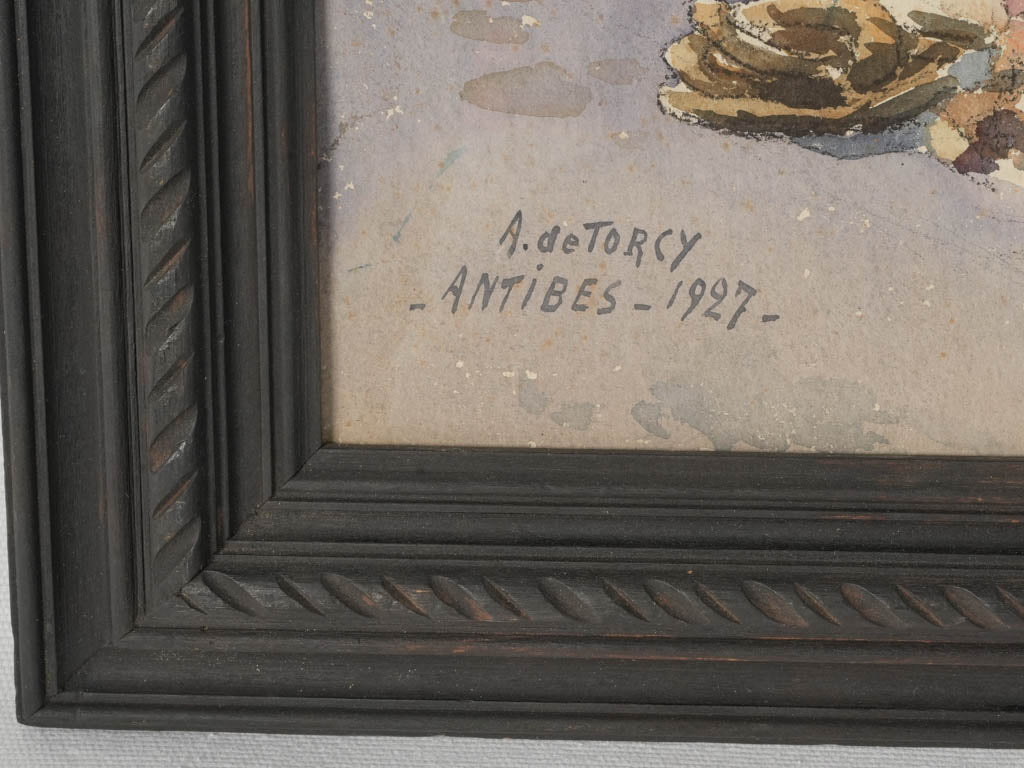 A. de TORCY
- ANTIBES - 1927 -